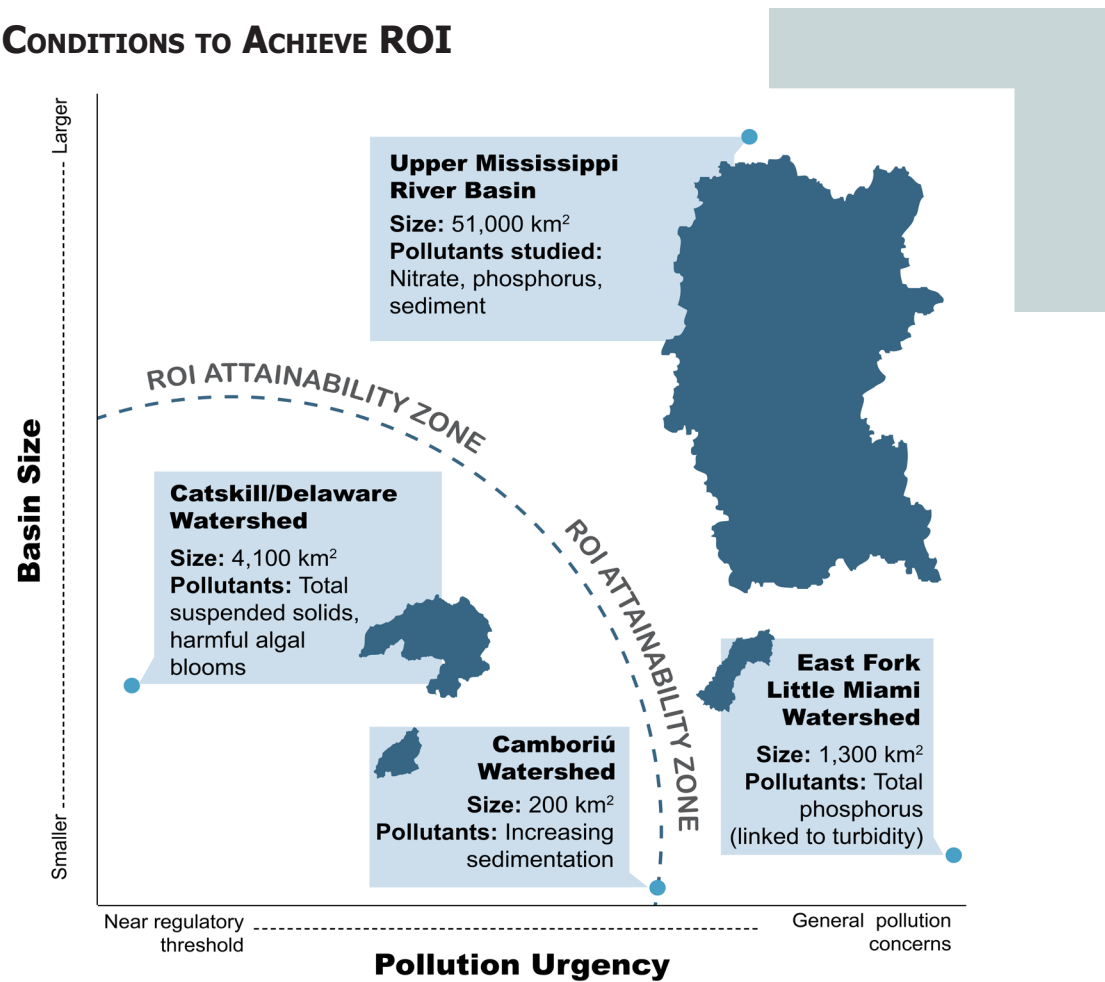 CONDITIONS TO ACHIEVE ROI
Larger
Basin Size
Smaller
Upper Mississippi
River Basin
Size: 51,000 km²
Pollutants studied:
Nitrate, phosphorus,
sediment
ROI ATTAINABILITY ZONE
ROI ATTAINABILITY ZONE
Catskill/Delaware
Watershed
Size: 4,100 km²
Pollutants: Total
suspended solids,
harmful algal
blooms
Camboriú
Watershed
Size: 200 km²
Pollutants: Increasing
sedimentation
East Fork
Little Miami
Watershed
Size: 1,300 km²
Pollutants: Total
phosphorus
(linked to turbidity)
Near regulatory
threshold
General pollution
concerns
Pollution Urgency